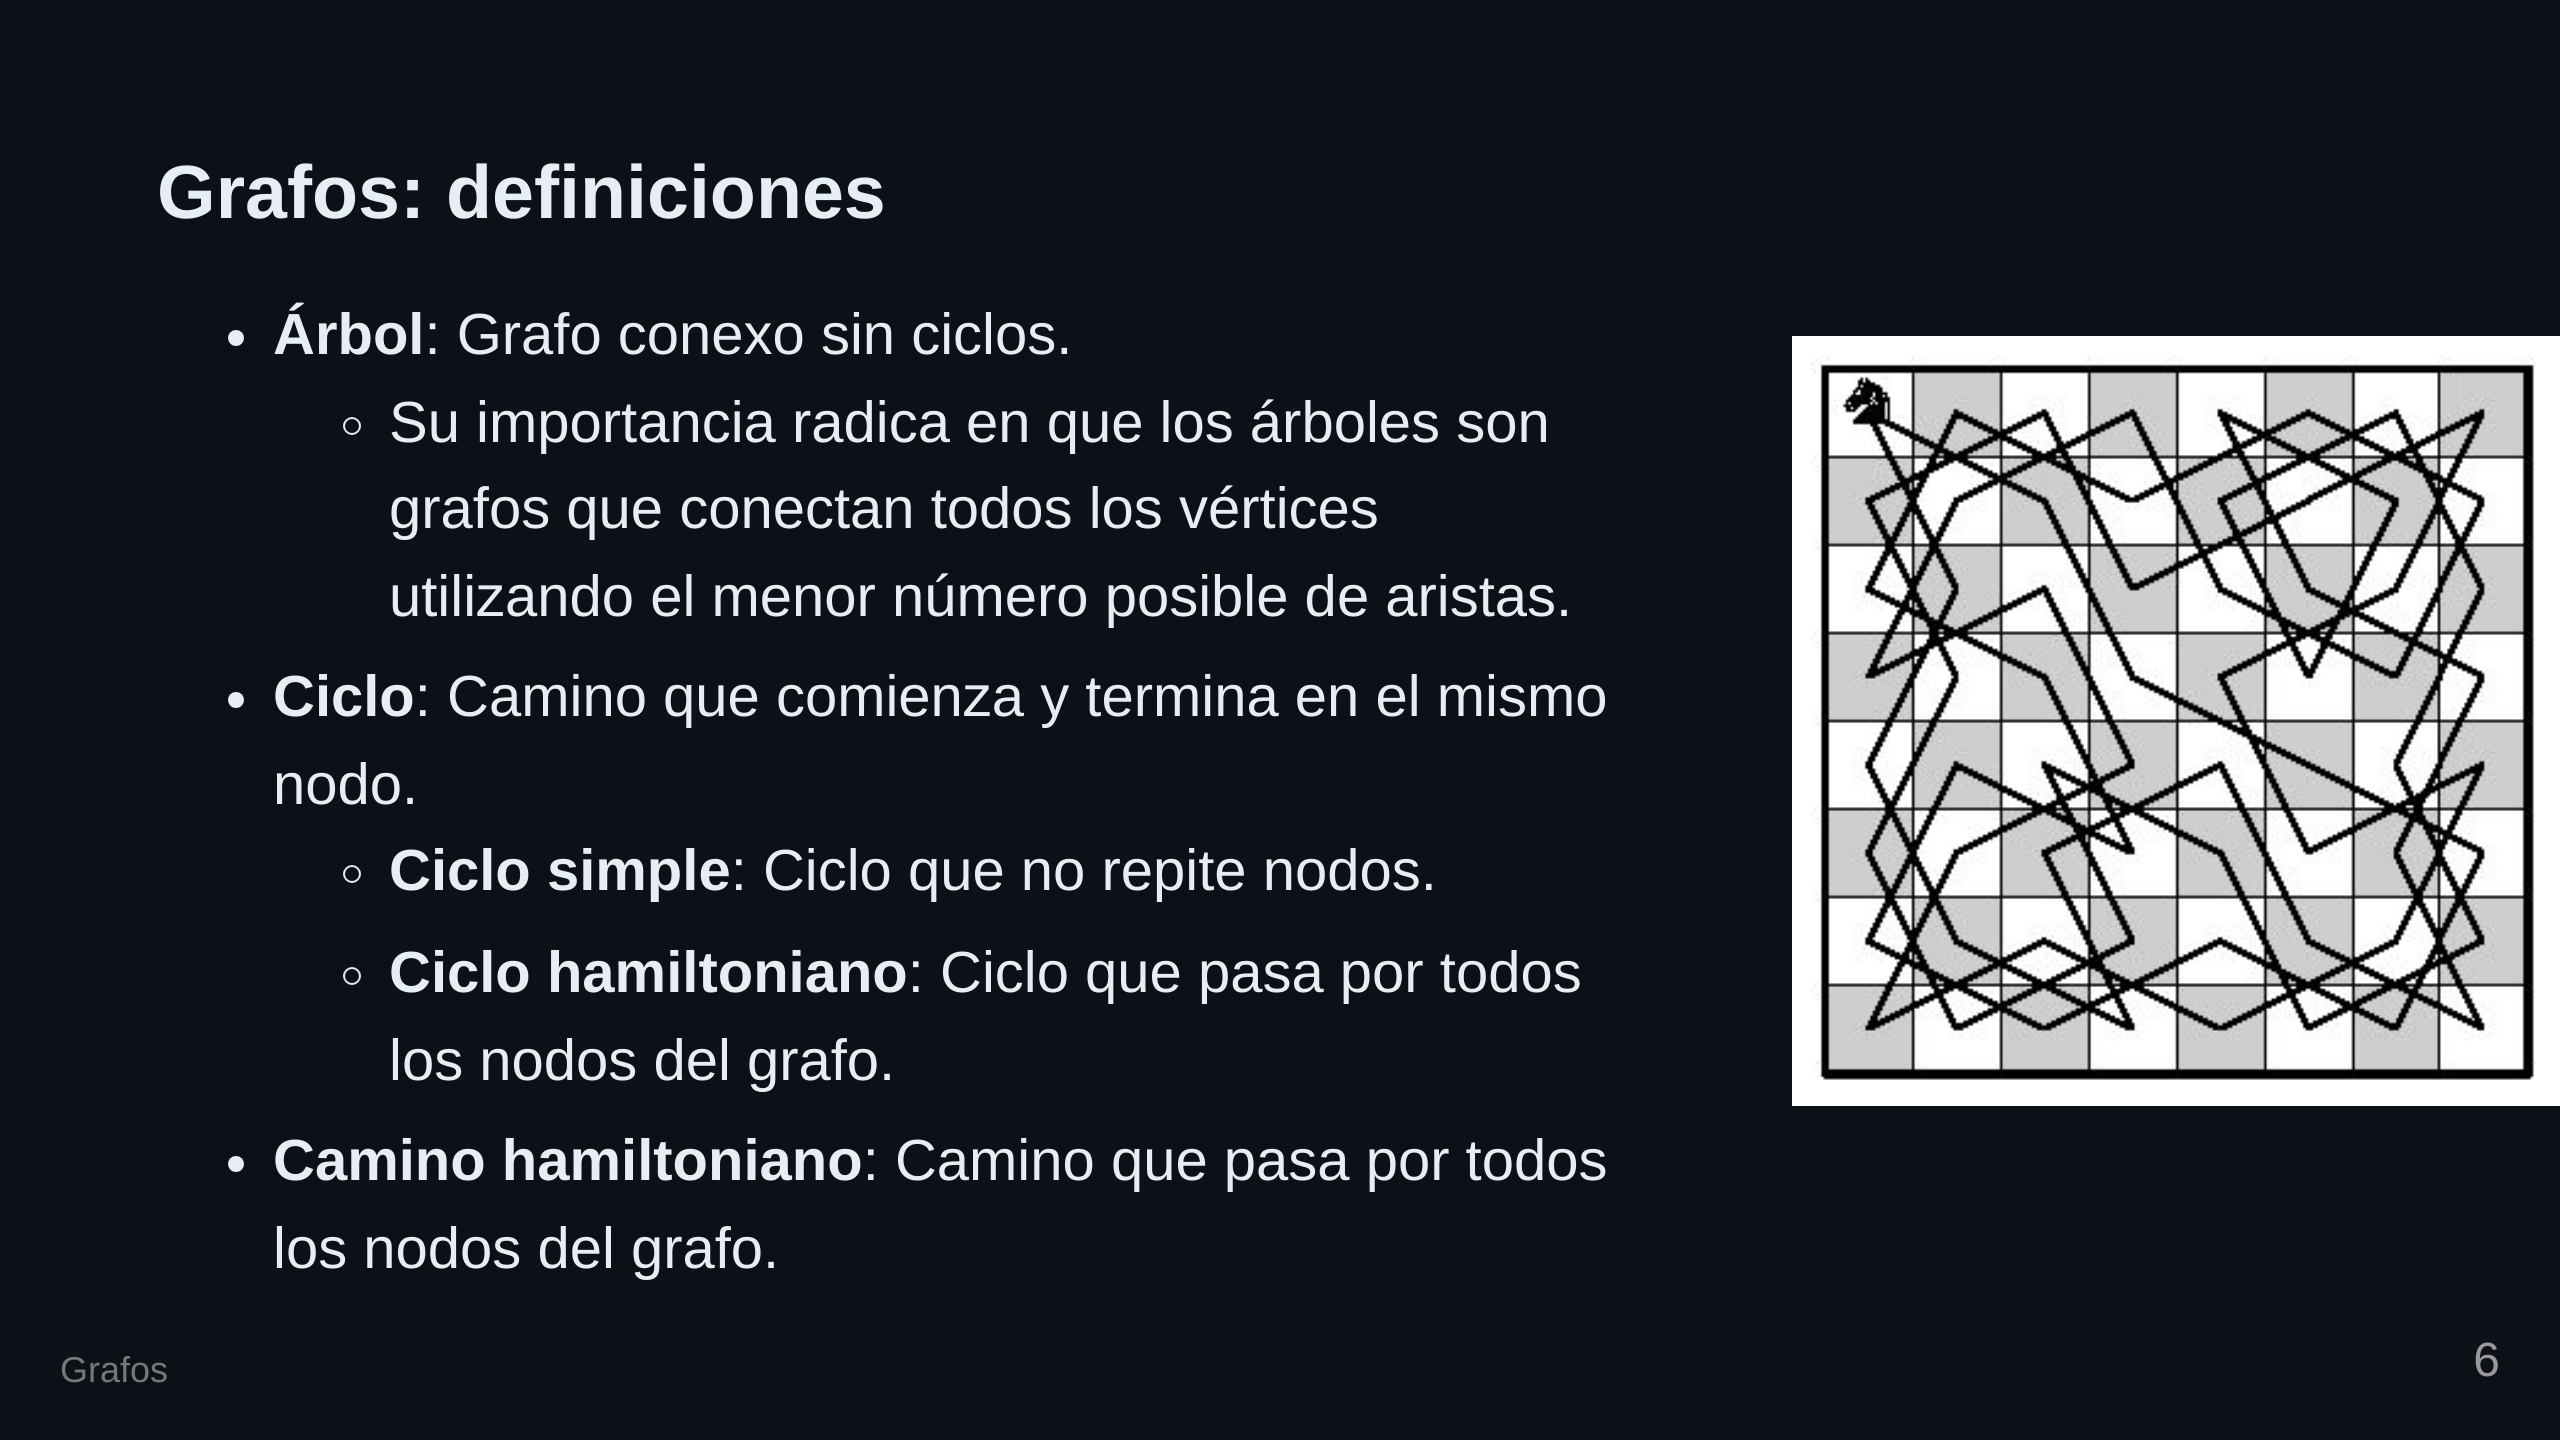 Grafos: definiciones
• Árbol: Grafo conexo sin ciclos.
◦ Su importancia radica en que los árboles son
grafos que conectan todos los vértices
utilizando el menor número posible de aristas.
• Ciclo: Camino que comienza y termina en el mismo
nodo.
◦ Ciclo simple: Ciclo que no repite nodos.
◦ Ciclo hamiltoniano: Ciclo que pasa por todos
los nodos del grafo.
• Camino hamiltoniano: Camino que pasa por todos
los nodos del grafo.
Grafos
6